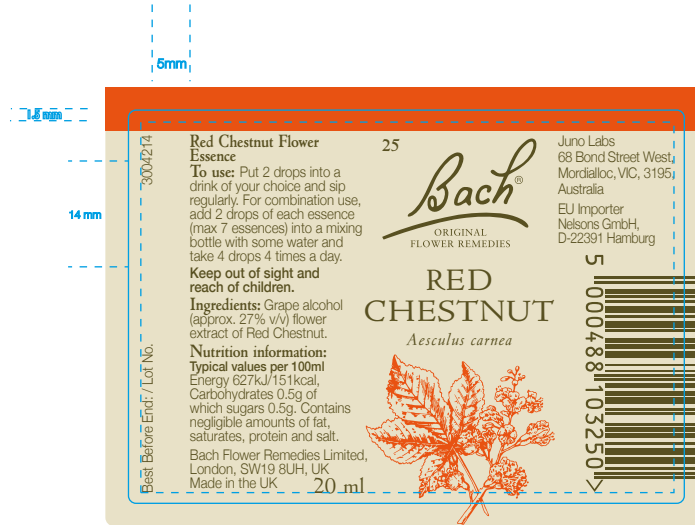 5mm
1.5 mm
14 mm
3004214
Best Before End: / Lot No.
Red Chestnut Flower
Essence
To use: Put 2 drops into a
drink of your choice and sip
regularly. For combination use,
add 2 drops of each essence
(max 7 essences) into a mixing
bottle with some water and
take 4 drops 4 times a day.
Keep out of sight and
reach of children.
Ingredients: Grape alcohol
(approx. 27% v/v) flower
extract of Red Chestnut.
Nutrition information:
Typical values per 100ml
Energy 627kJ/151kcal,
Carbohydrates 0.5g of
which sugars 0.5g. Contains
negligible amounts of fat,
saturates, protein and salt.
Bach Flower Remedies Limited,
London, SW19 8UH, UK
Made in the UK
20 ml
25
Bach®
ORIGINAL
FLOWER REMEDIES
RED
CHESTNUT
Aesculus carnea
Juno Labs
68 Bond Street West,
Mordialloc, VIC, 3195,
Australia
EU Importer
Nelsons GmbH,
D-22391 Hamburg
5 000488 103250 >